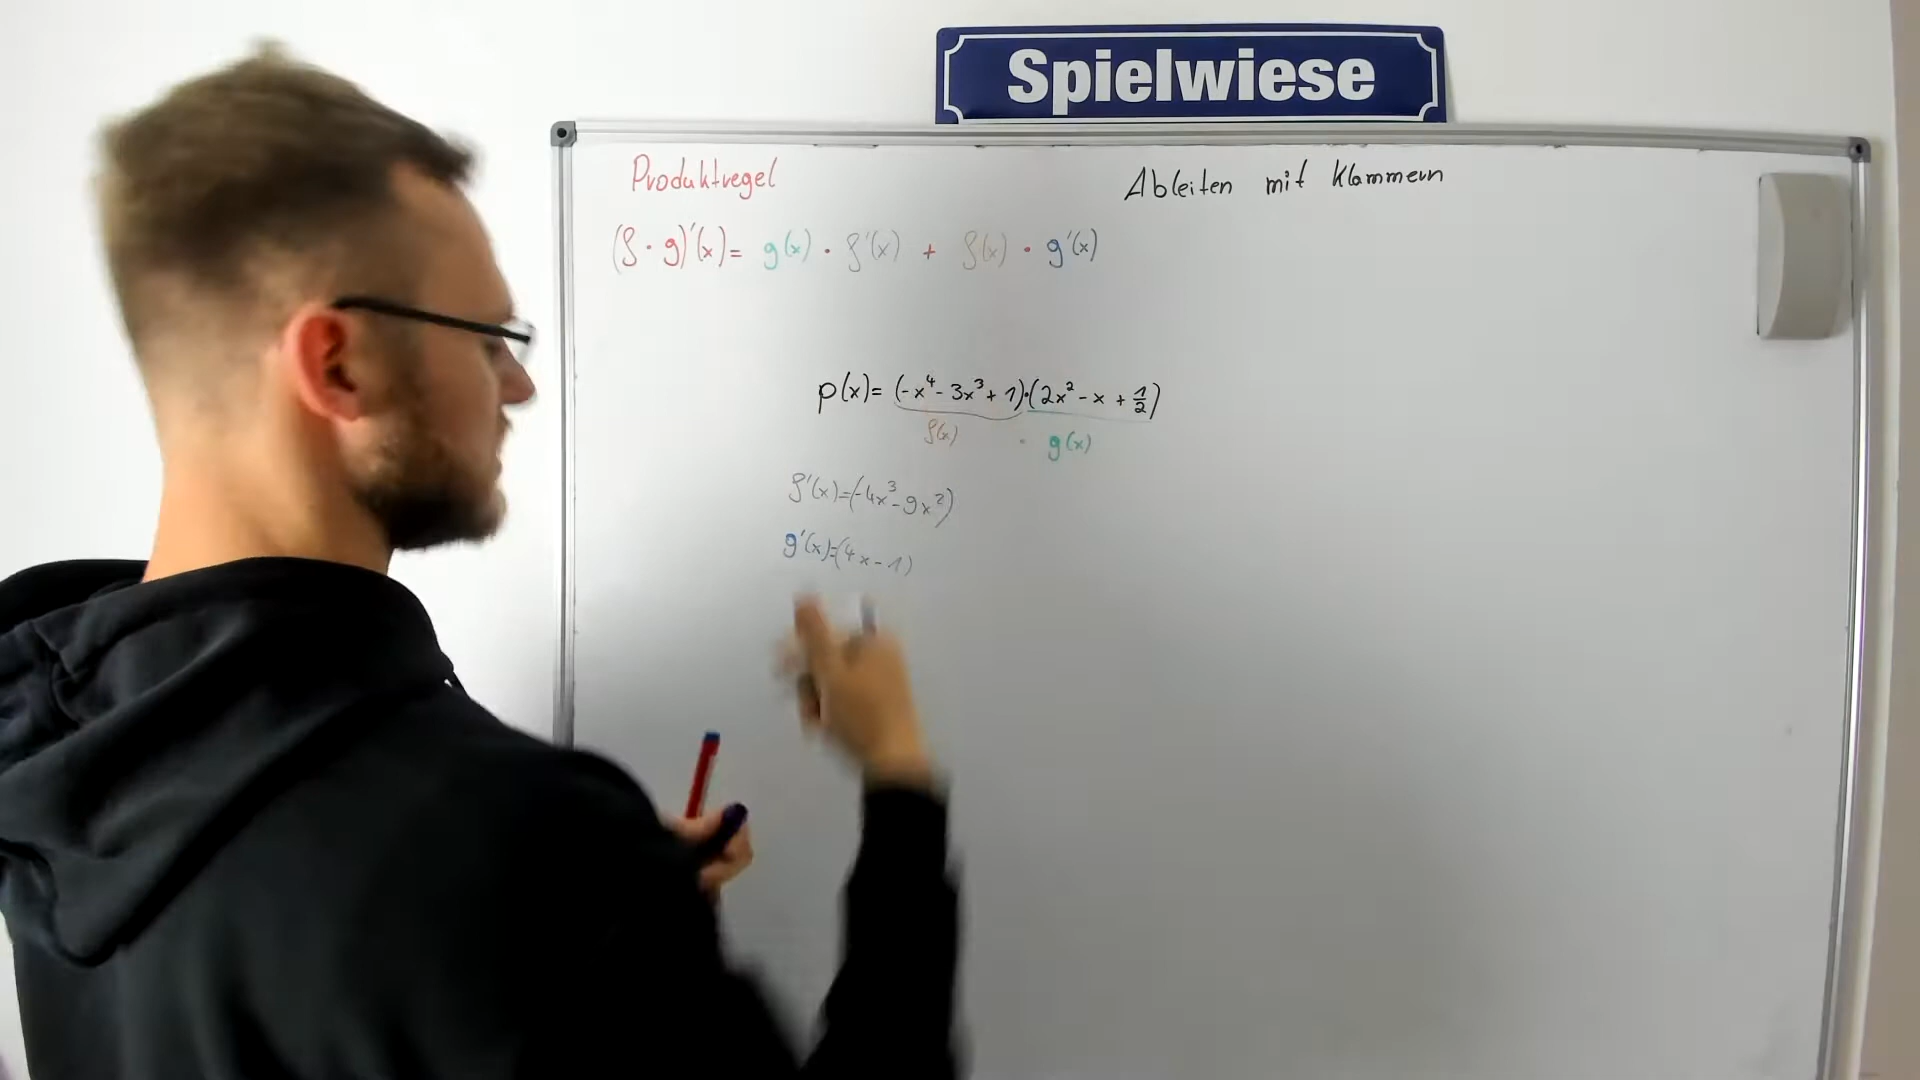 Spielwiese
Produktregel
Ableiten mit Klammern
(f · g)'(x) = g(x) · f'(x) + f(x) · g'(x)
p(x) = (-x⁴ - 3x³ + 1)·(2x² - x + 1/2)
f(x) · g(x)
f'(x)=(-4x³-9x²)
g'(x)=(4x-1)